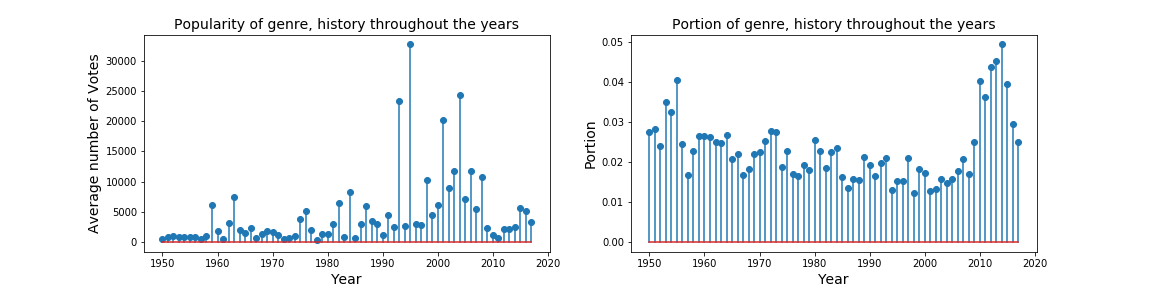 Popularity of genre, history throughout the years
Average number of Votes
30000
25000
20000
15000
10000
5000
0
1950 1960 1970 1980 1990 2000 2010 2020
Year
Portion of genre, history throughout the years
Portion
0.05
0.04
0.03
0.02
0.01
0.00
1950 1960 1970 1980 1990 2000 2010 2020
Year